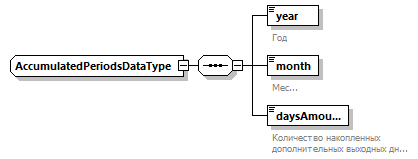 year
Год
AccumulatedPeriodsDataType
month
Мес...
daysAmou...
Количество накопленных
дополнительных выходных дн...